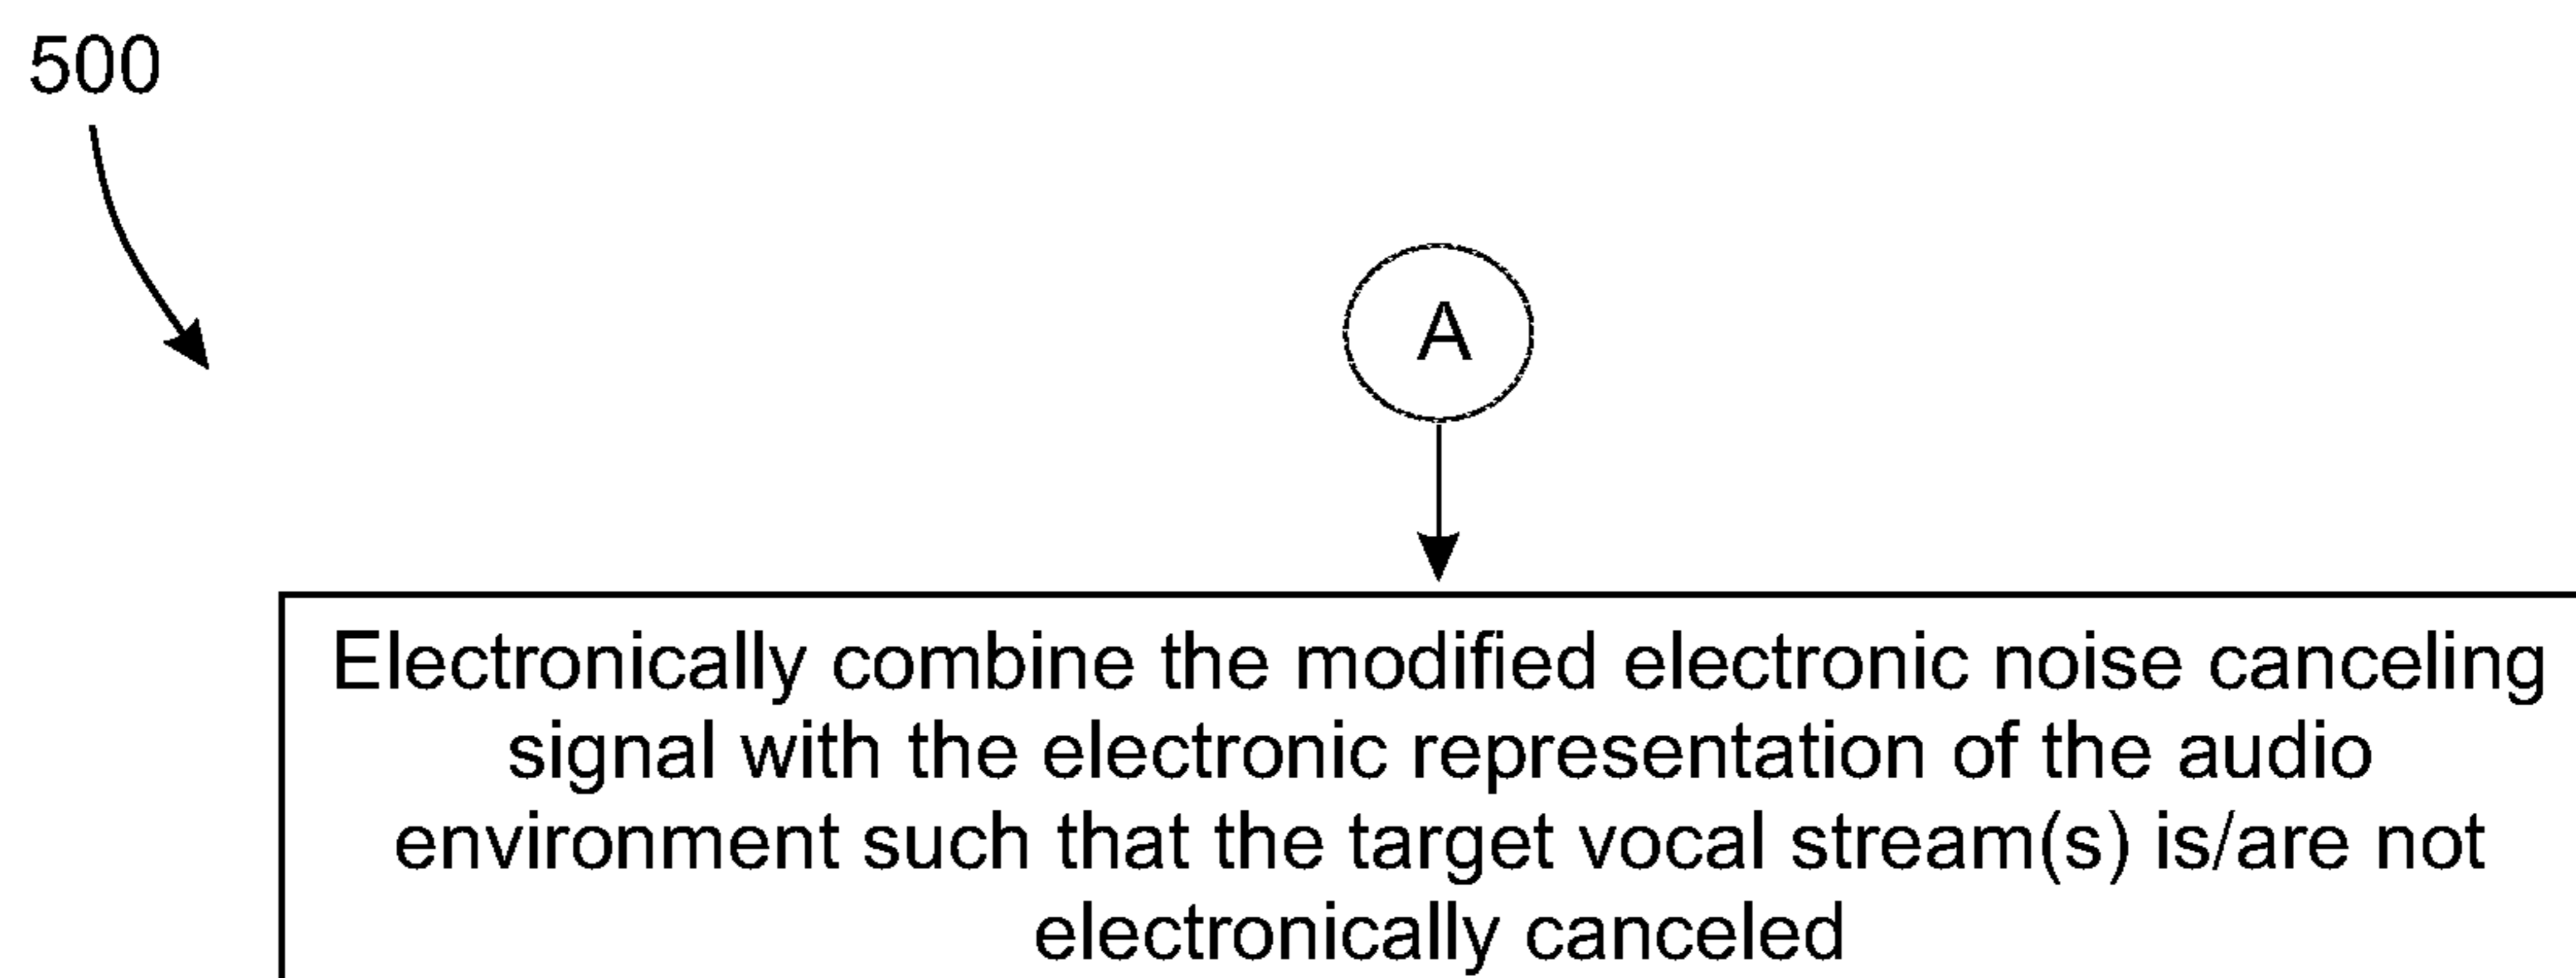 500
A
Electronically combine the modified electronic noise canceling
signal with the electronic representation of the audio
environment such that the target vocal stream(s) is/are not
electronically canceled